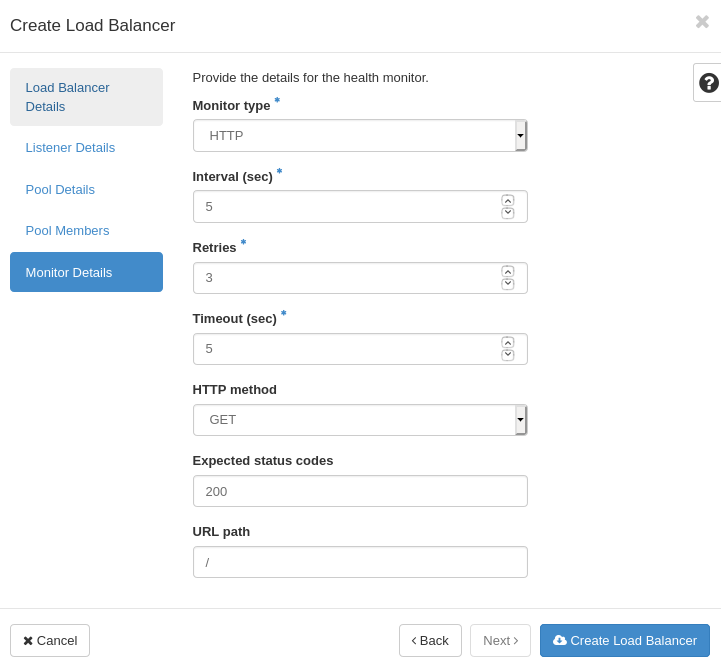 Create Load Balancer
Load Balancer
Details
Listener Details
Pool Details
Pool Members
Monitor Details
Provide the details for the health monitor.
Monitor type *
HTTP
Interval (sec) *
5
Retries *
3
Timeout (sec) *
5
HTTP method
GET
Expected status codes
200
URL path
/
Cancel
Back
Next
Create Load Balancer